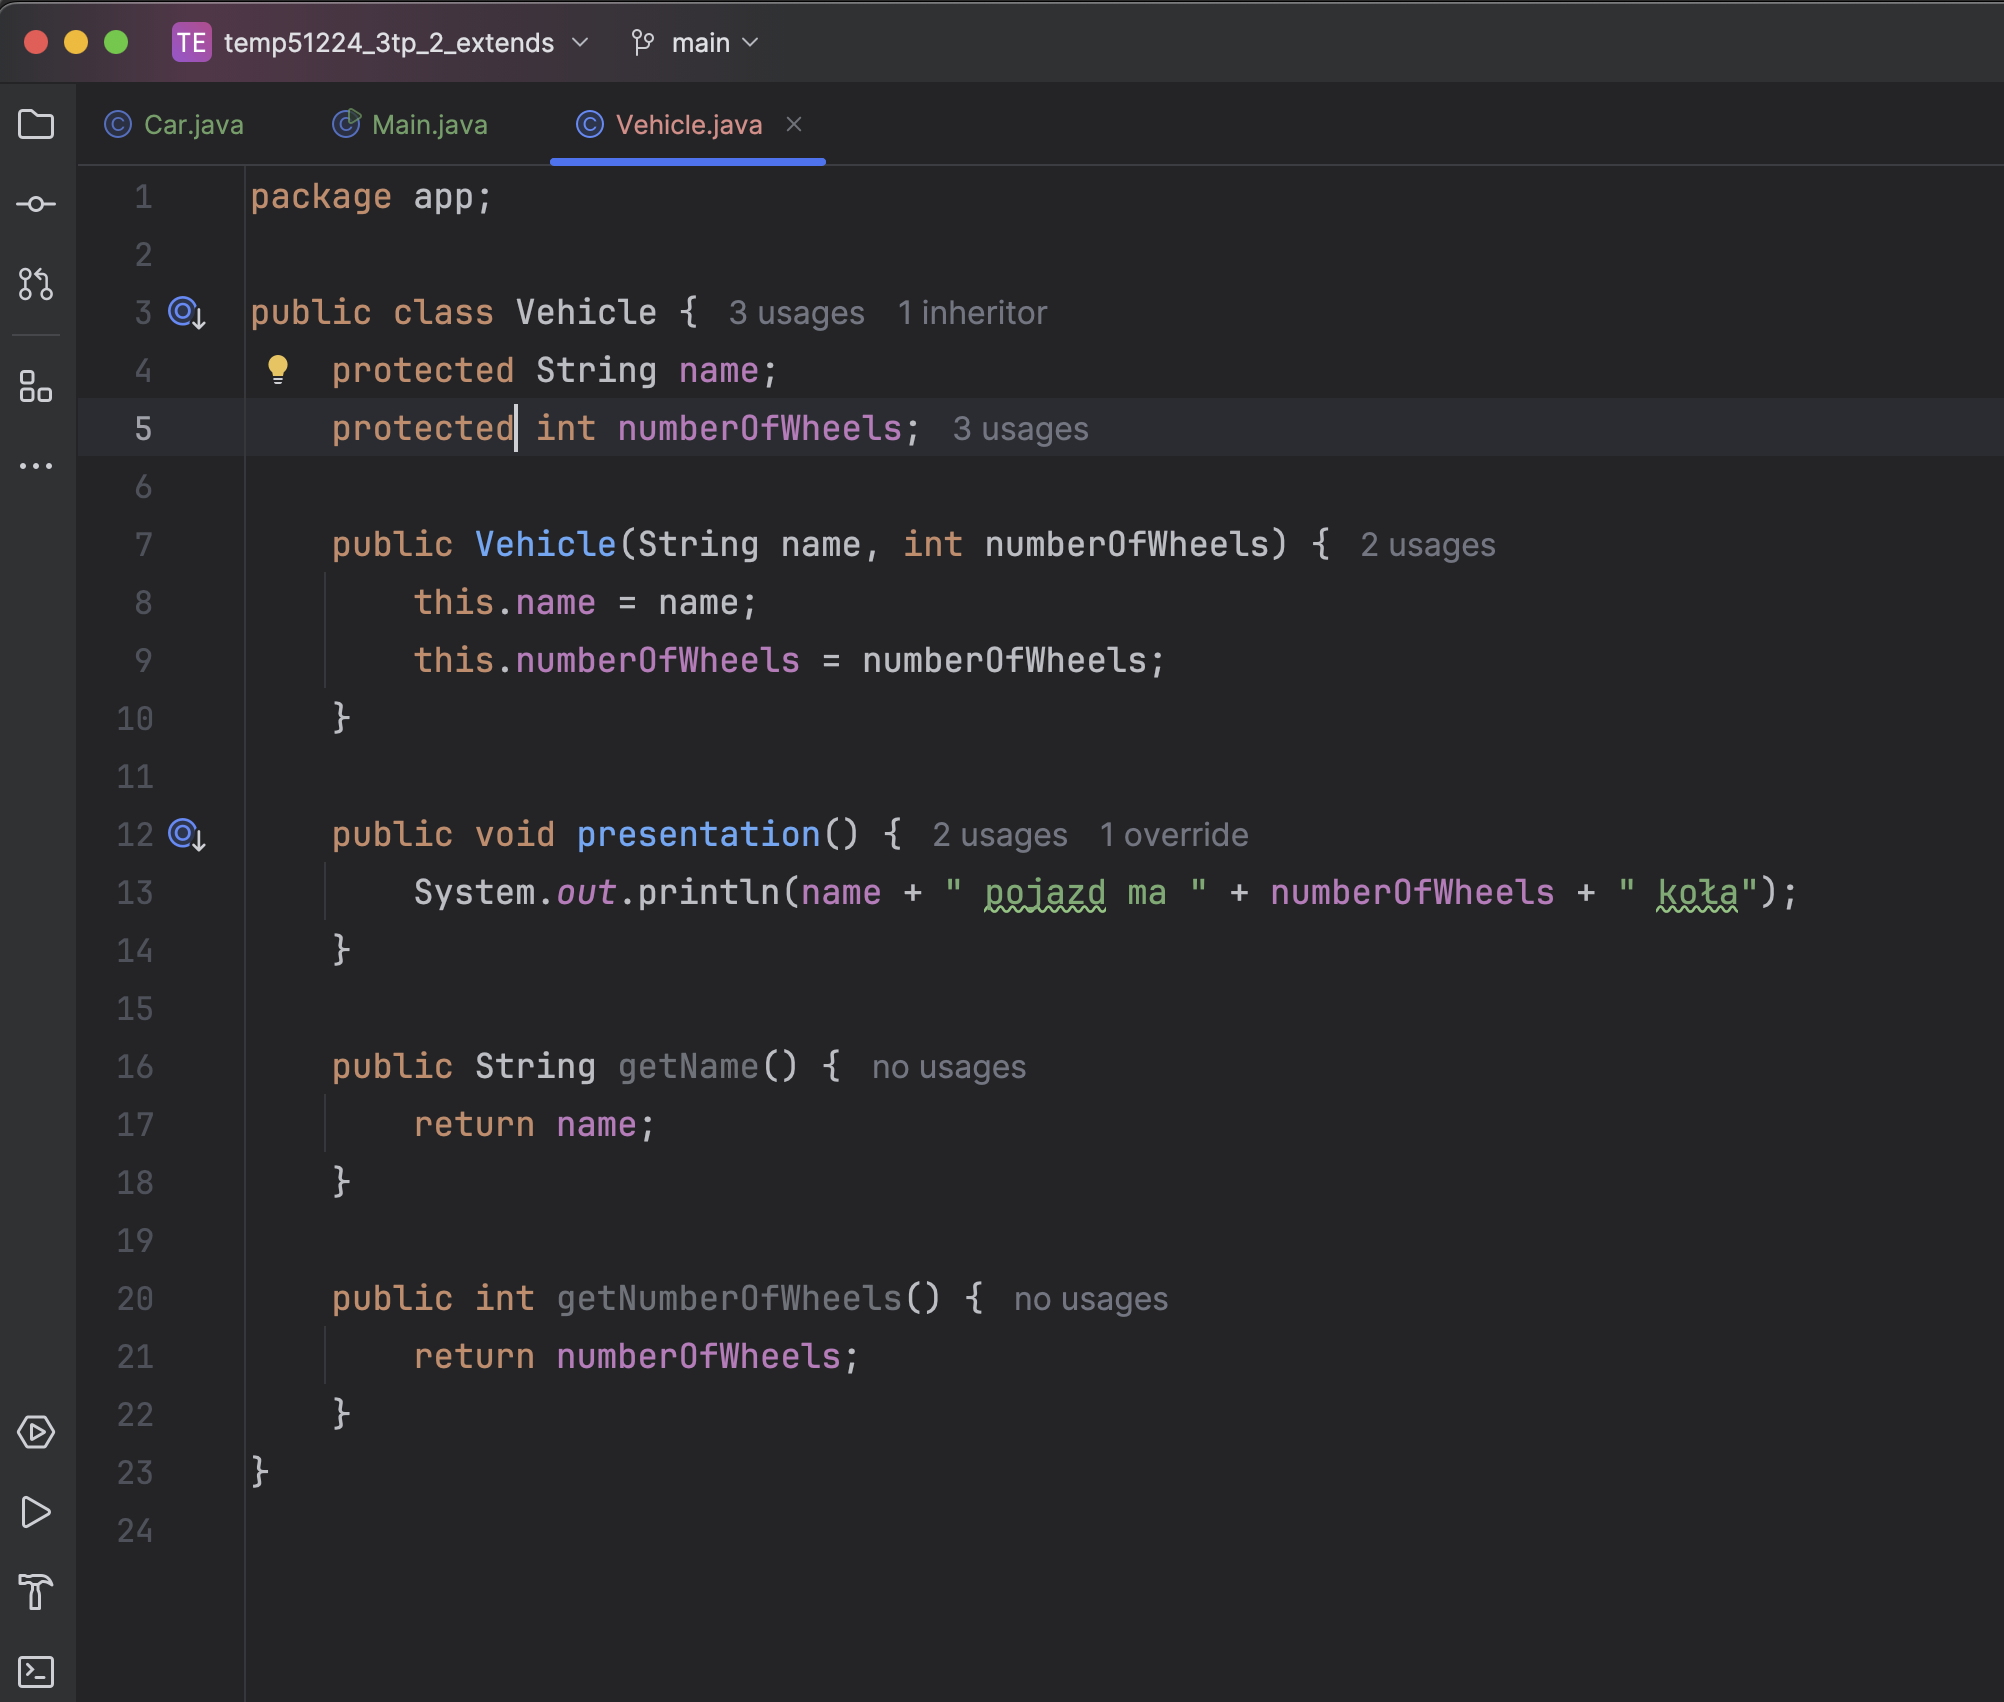 TE temp51224_3tp_2_extends main
Car.java Main.java Vehicle.java
1 package app;
2
3 public class Vehicle { 3 usages 1 inheritor
4 protected String name;
5 protected int numberOfWheels; 3 usages
6
7 public Vehicle(String name, int numberOfWheels) { 2 usages
8 this.name = name;
9 this.numberOfWheels = numberOfWheels;
10 }
11
12 public void presentation() { 2 usages 1 override
13 System.out.println(name + " pojazd ma " + numberOfWheels + " koła");
14 }
15
16 public String getName() { no usages
17 return name;
18 }
19
20 public int getNumberOfWheels() { no usages
21 return numberOfWheels;
22 }
23 }
24